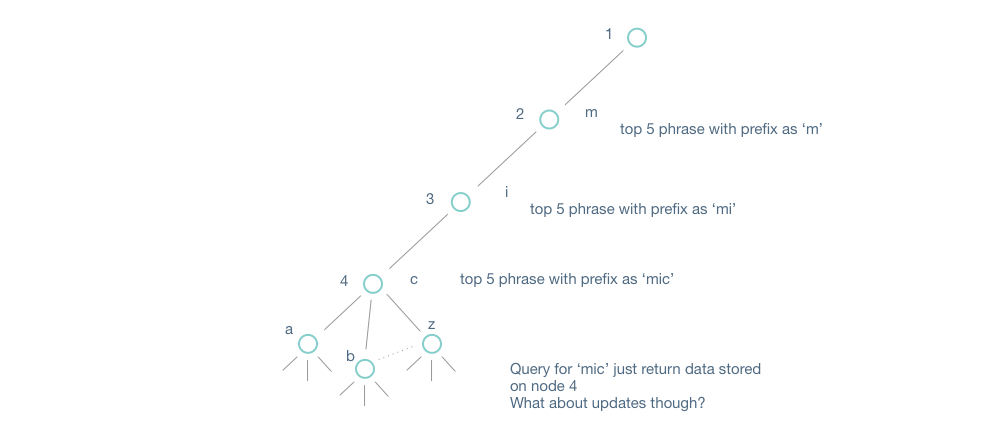 1
2
m
top 5 phrase with prefix as ‘m’
3
i
top 5 phrase with prefix as ‘mi’
4
c
top 5 phrase with prefix as ‘mic’
a
z
b
Query for ‘mic’ just return data stored
on node 4
What about updates though?